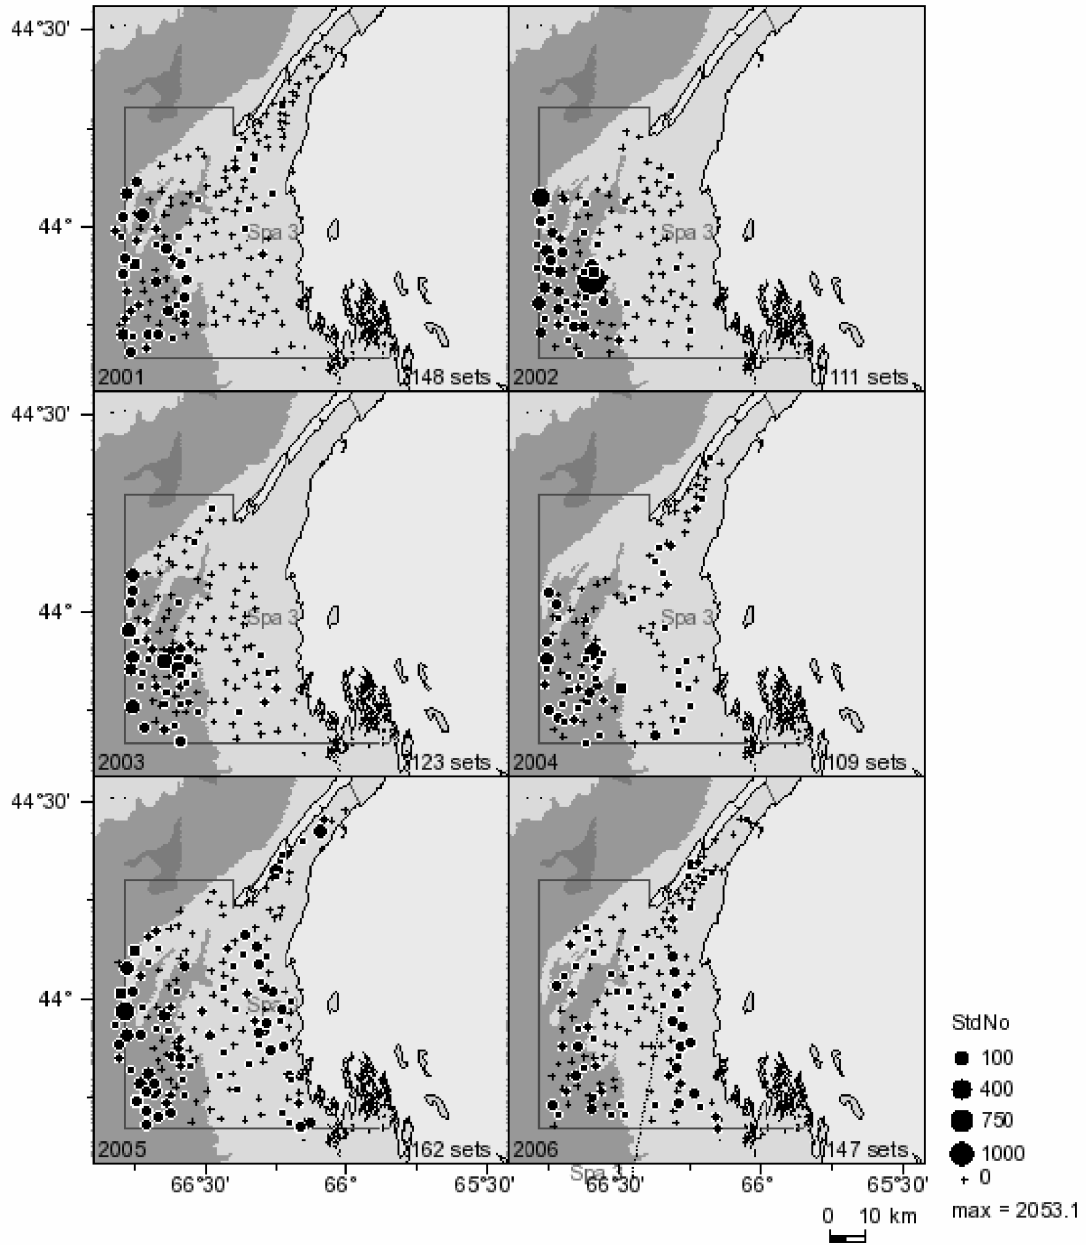 44°30'
44°
Spa 3
Spa 3
2001
148 sets
2002
111 sets
44°30'
44°
Spa 3
Spa 3
2003
123 sets
2004
109 sets
44°30'
44°
Spa
2005
162 sets
2006
147 sets
Spa 3
66°30'
66°
65°30'
66°30'
66°
65°30'
StdNo
100
400
750
1000
0
max = 2053.1
0 10 km